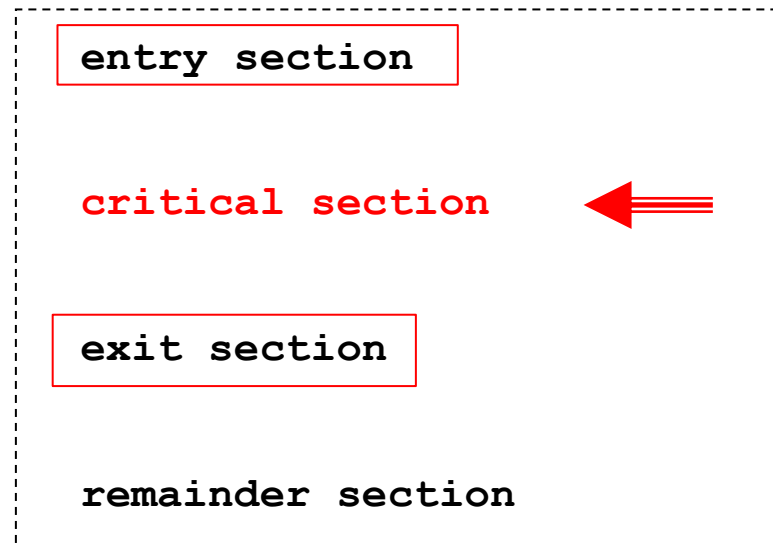 entry section
critical section
exit section
remainder section